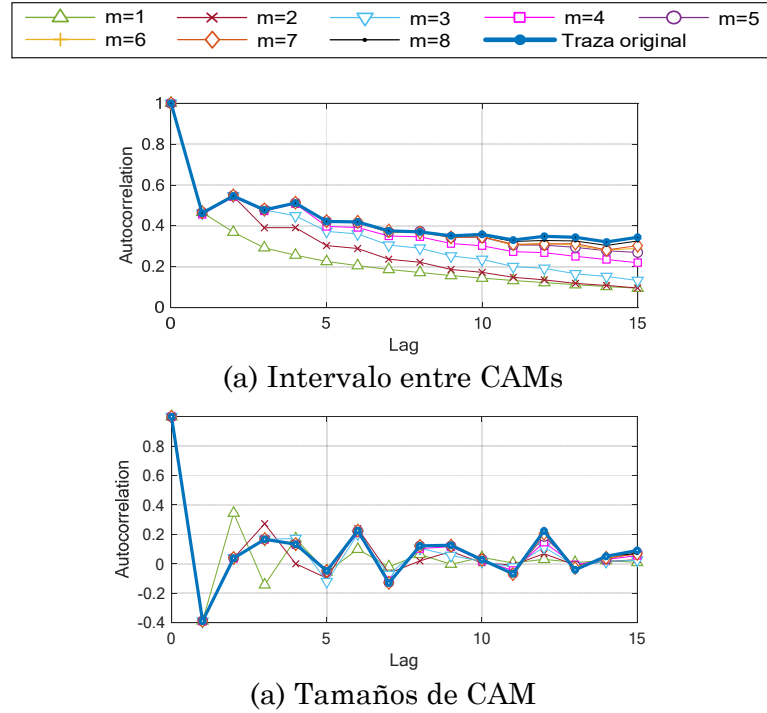 m=1 m=2 m=3 m=4 m=5
m=6 m=7 m=8 Traza original
1
0.8
0.6
0.4
0.2
0
Autocorrelation
0 5 10 15
Lag
(a) Intervalo entre CAMs
0.8
0.6
0.4
0.2
0
-0.2
-0.4
Autocorrelation
0 5 10 15
Lag
(a) Tamaños de CAM